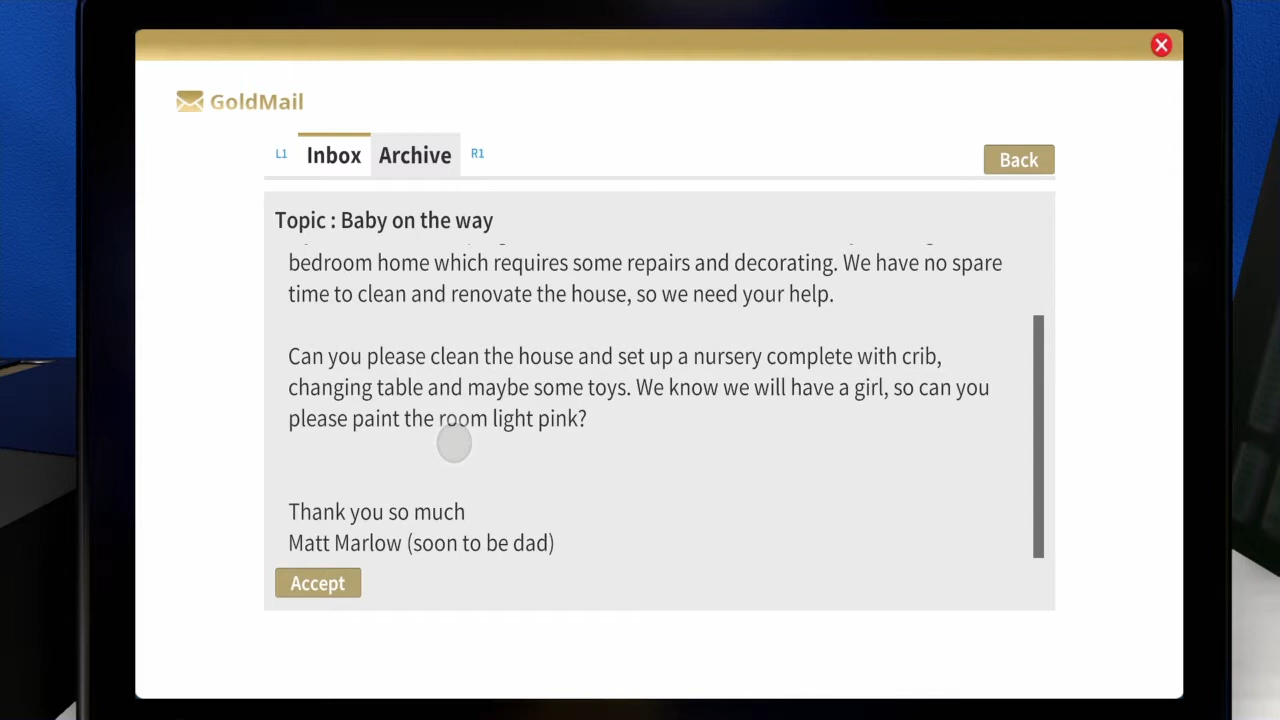 GoldMail
L1 Inbox Archive R1
Back
Topic : Baby on the way
bedroom home which requires some repairs and decorating. We have no spare
time to clean and renovate the house, so we need your help.
Can you please clean the house and set up a nursery complete with crib,
changing table and maybe some toys. We know we will have a girl, so can you
please paint the room light pink?
Thank you so much
Matt Marlow (soon to be dad)
Accept